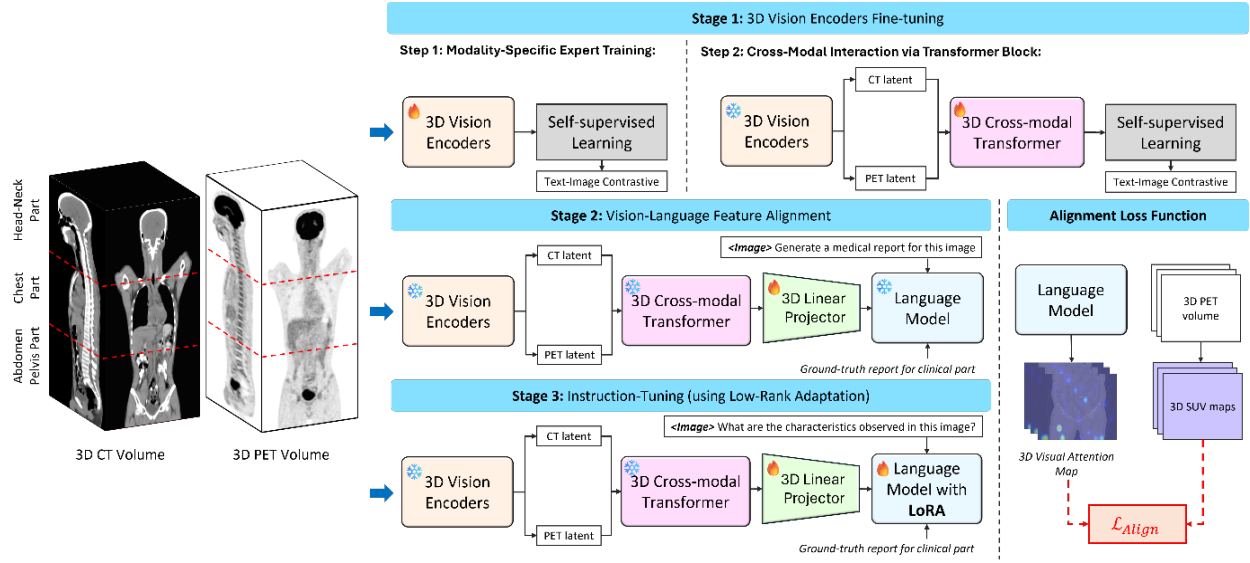 Stage 1: 3D Vision Encoders Fine-tuning
Step 1: Modality-Specific Expert Training:
Step 2: Cross-Modal Interaction via Transformer Block:
3D Vision
Encoders
Self-supervised
Learning
Text-Image Contrastive
3D Vision
Encoders
CT latent
PET latent
3D Cross-modal
Transformer
Self-supervised
Learning
Text-Image Contrastive
Head-Neck
Part
Chest
Part
Abdomen
Pelvis Part
3D CT Volume
3D PET Volume
Stage 2: Vision-Language Feature Alignment
<Image> Generate a medical report for this image
3D Vision
Encoders
CT latent
PET latent
3D Cross-modal
Transformer
3D Linear
Projector
Language
Model
Ground-truth report for clinical part
Stage 3: Instruction-Tuning (using Low-Rank Adaptation)
<Image> What are the characteristics observed in this image?
3D Vision
Encoders
CT latent
PET latent
3D Cross-modal
Transformer
3D Linear
Projector
Language
Model with
LoRA
Ground-truth report for clinical part
Alignment Loss Function
Language
Model
3D PET
volume
3D SUV maps
3D Visual Attention
Map
ℒAlign